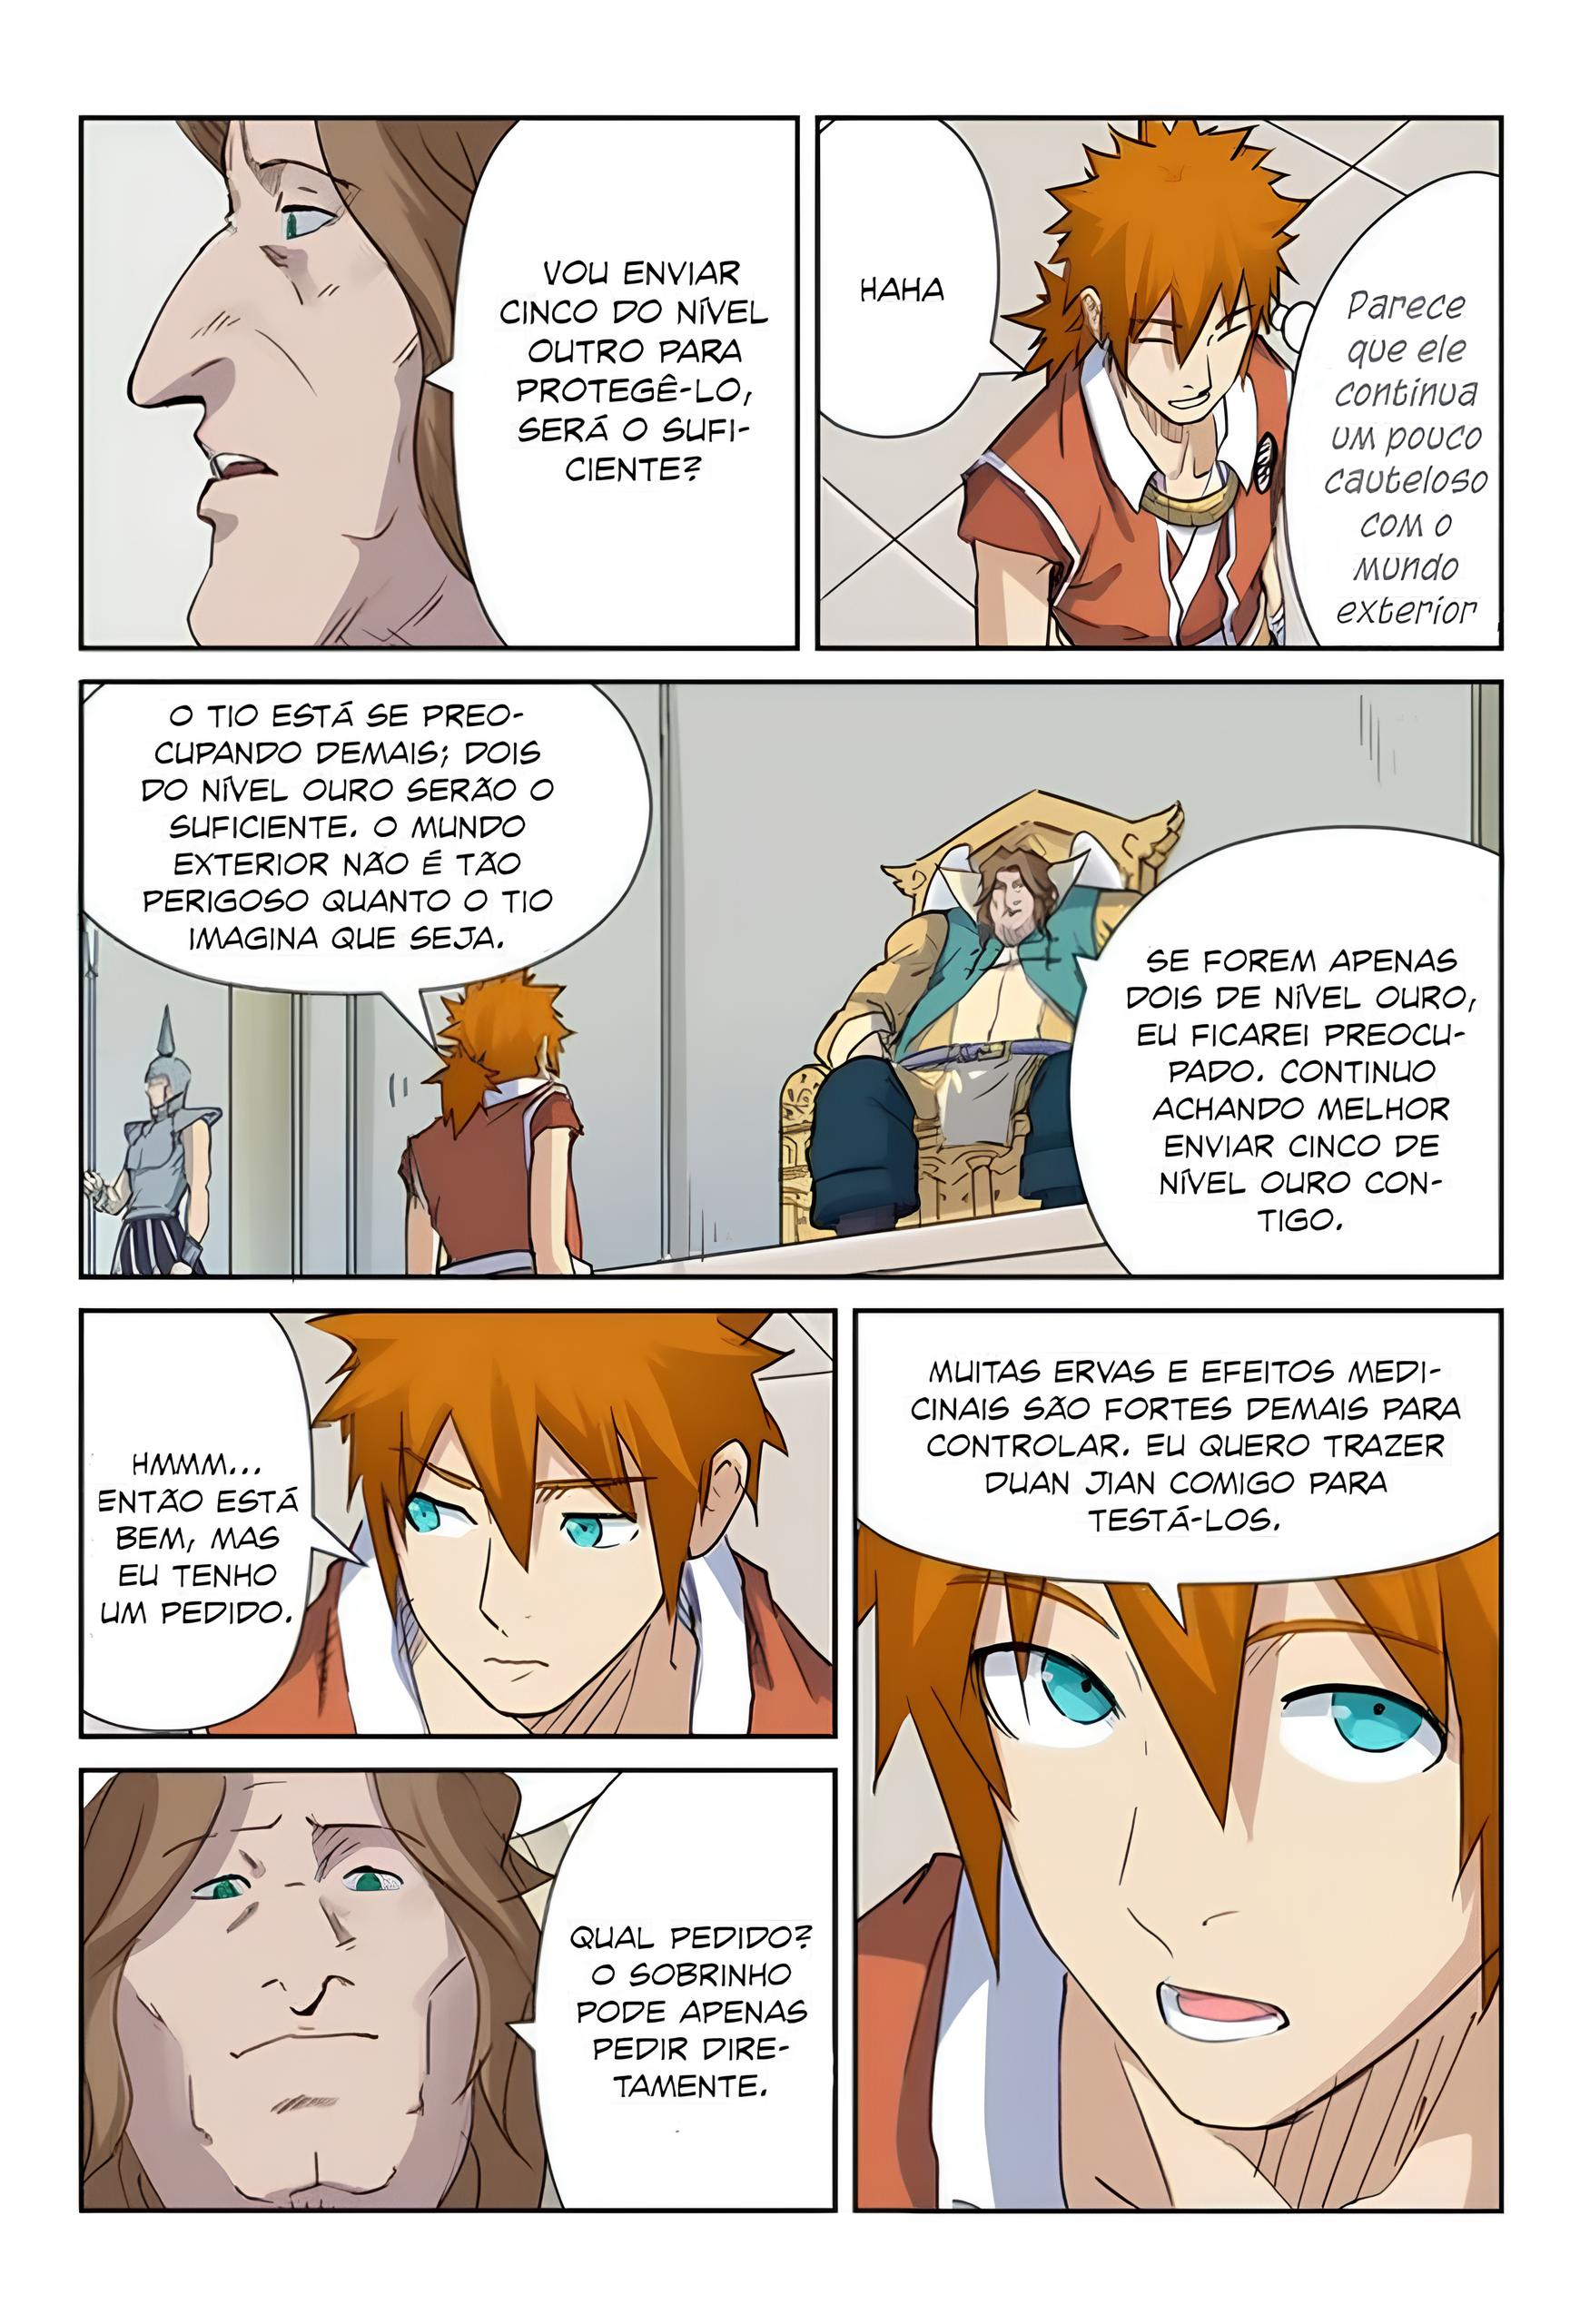 VOU ENVIAR
CINCO DO NÍVEL
OUTRO PARA
PROTEGÊ-LO,
SERÁ O SUFI-
CIENTE?
HAHA
Parece
que ele
continua
um pouco
cauteloso
com o
mundo
exterior
O TIO ESTÁ SE PREO-
CUPANDO DEMAIS; DOIS
DO NÍVEL OURO SERÃO O
SUFICIENTE. O MUNDO
EXTERIOR NÃO É TÃO
PERIGOSO QUANTO O TIO
IMAGINA QUE SEJA.
SE FOREM APENAS
DOIS DE NÍVEL OURO,
EU FICAREI PREOCU-
PADO. CONTINUO
ACHANDO MELHOR
ENVIAR CINCO DE
NÍVEL OURO CON-
TIGO.
HMMM...
ENTÃO ESTÁ
BEM, MAS
EU TENHO
UM PEDIDO.
QUAL PEDIDO?
O SOBRINHO
PODE APENAS
PEDIR DIRE-
TAMENTE.
MUITAS ERVAS E EFEITOS MEDI-
CINAIS SÃO FORTES DEMAIS PARA
CONTROLAR. EU QUERO TRAZER
DUAN JIAN COMIGO PARA
TESTÁ-LOS.